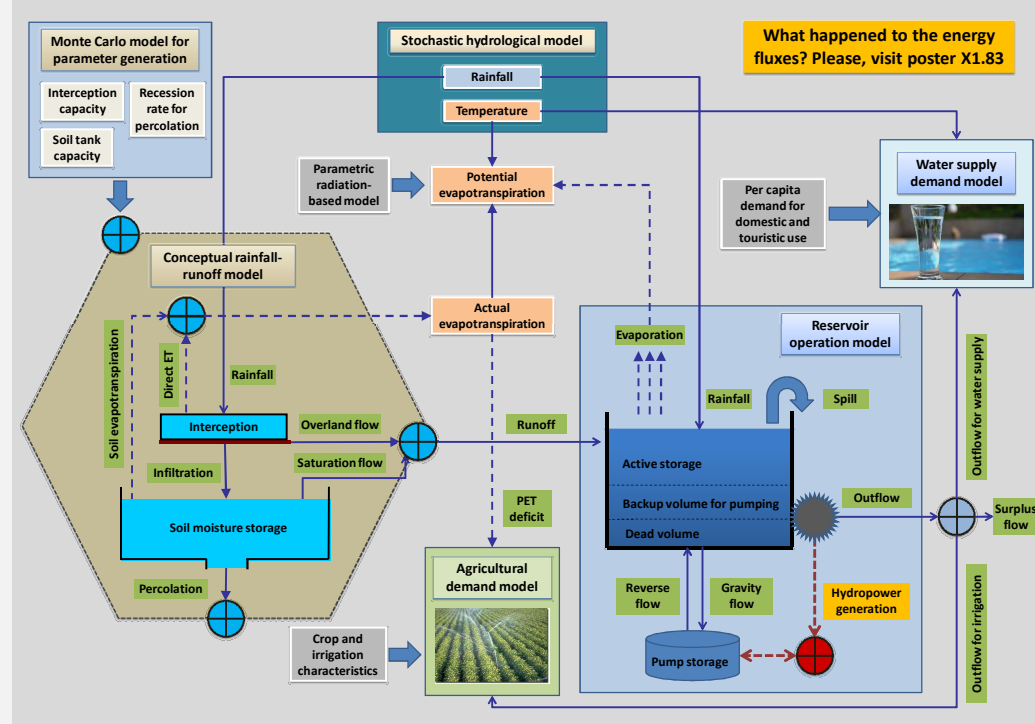 Monte Carlo model for
parameter generation
Interception
capacity
Recession
rate for
percolation
Soil tank
capacity
Stochastic hydrological model
Rainfall
Temperature
What happened to the energy
fluxes? Please, visit poster X1.83
Parametric
radiation-
based model
Potential
evapotranspiration
Per capita
demand for
domestic and
touristic use
Water supply
demand model
Conceptual rainfall-
runoff model
Actual
evapotranspiration
Soil evapotranspiration
Direct ET
Rainfall
Interception
Overland flow
Infiltration
Saturation flow
Soil moisture storage
Percolation
Runoff
PET
deficit
Agricultural
demand model
Crop and
irrigation
characteristics
Reservoir
operation model
Evaporation
Rainfall
Spill
Active storage
Backup volume for pumping
Dead volume
Outflow
Reverse
flow
Gravity
flow
Hydropower
generation
Pump storage
Outflow for water supply
Surplus
flow
Outflow for irrigation